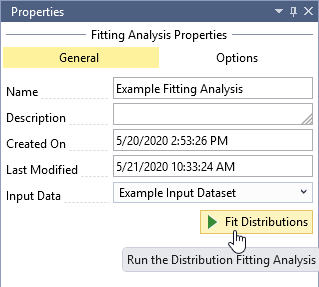 Properties
Fitting Analysis Properties
General Options
Name Example Fitting Analysis
Description
Created On 5/20/2020 2:53:26 PM
Last Modified 5/21/2020 10:33:24 AM
Input Data Example Input Dataset
Fit Distributions
Run the Distribution Fitting Analysis